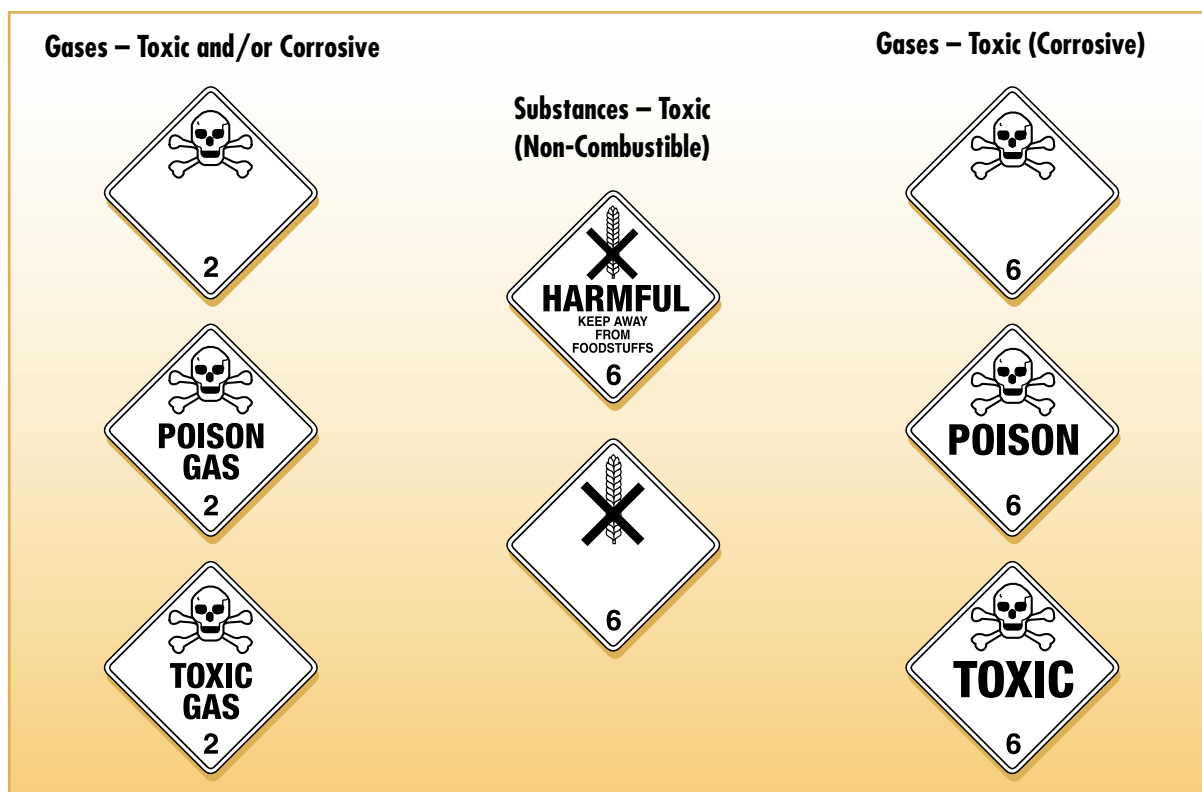 Gases – Toxic and/or Corrosive
2
POISON
GAS
2
TOXIC
GAS
2
Substances – Toxic
(Non-Combustible)
HARMFUL
KEEP AWAY
FROM
FOODSTUFFS
6
6
Gases – Toxic (Corrosive)
6
POISON
6
TOXIC
6